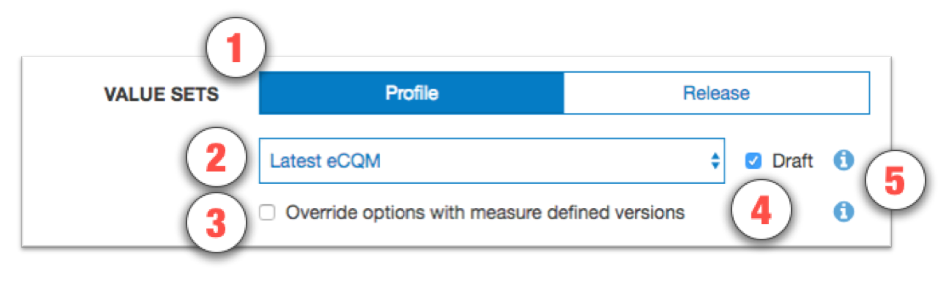 1
VALUE SETS Profile Release
2 Latest eCQM Draft i 5
3 Override options with measure defined versions 4 i